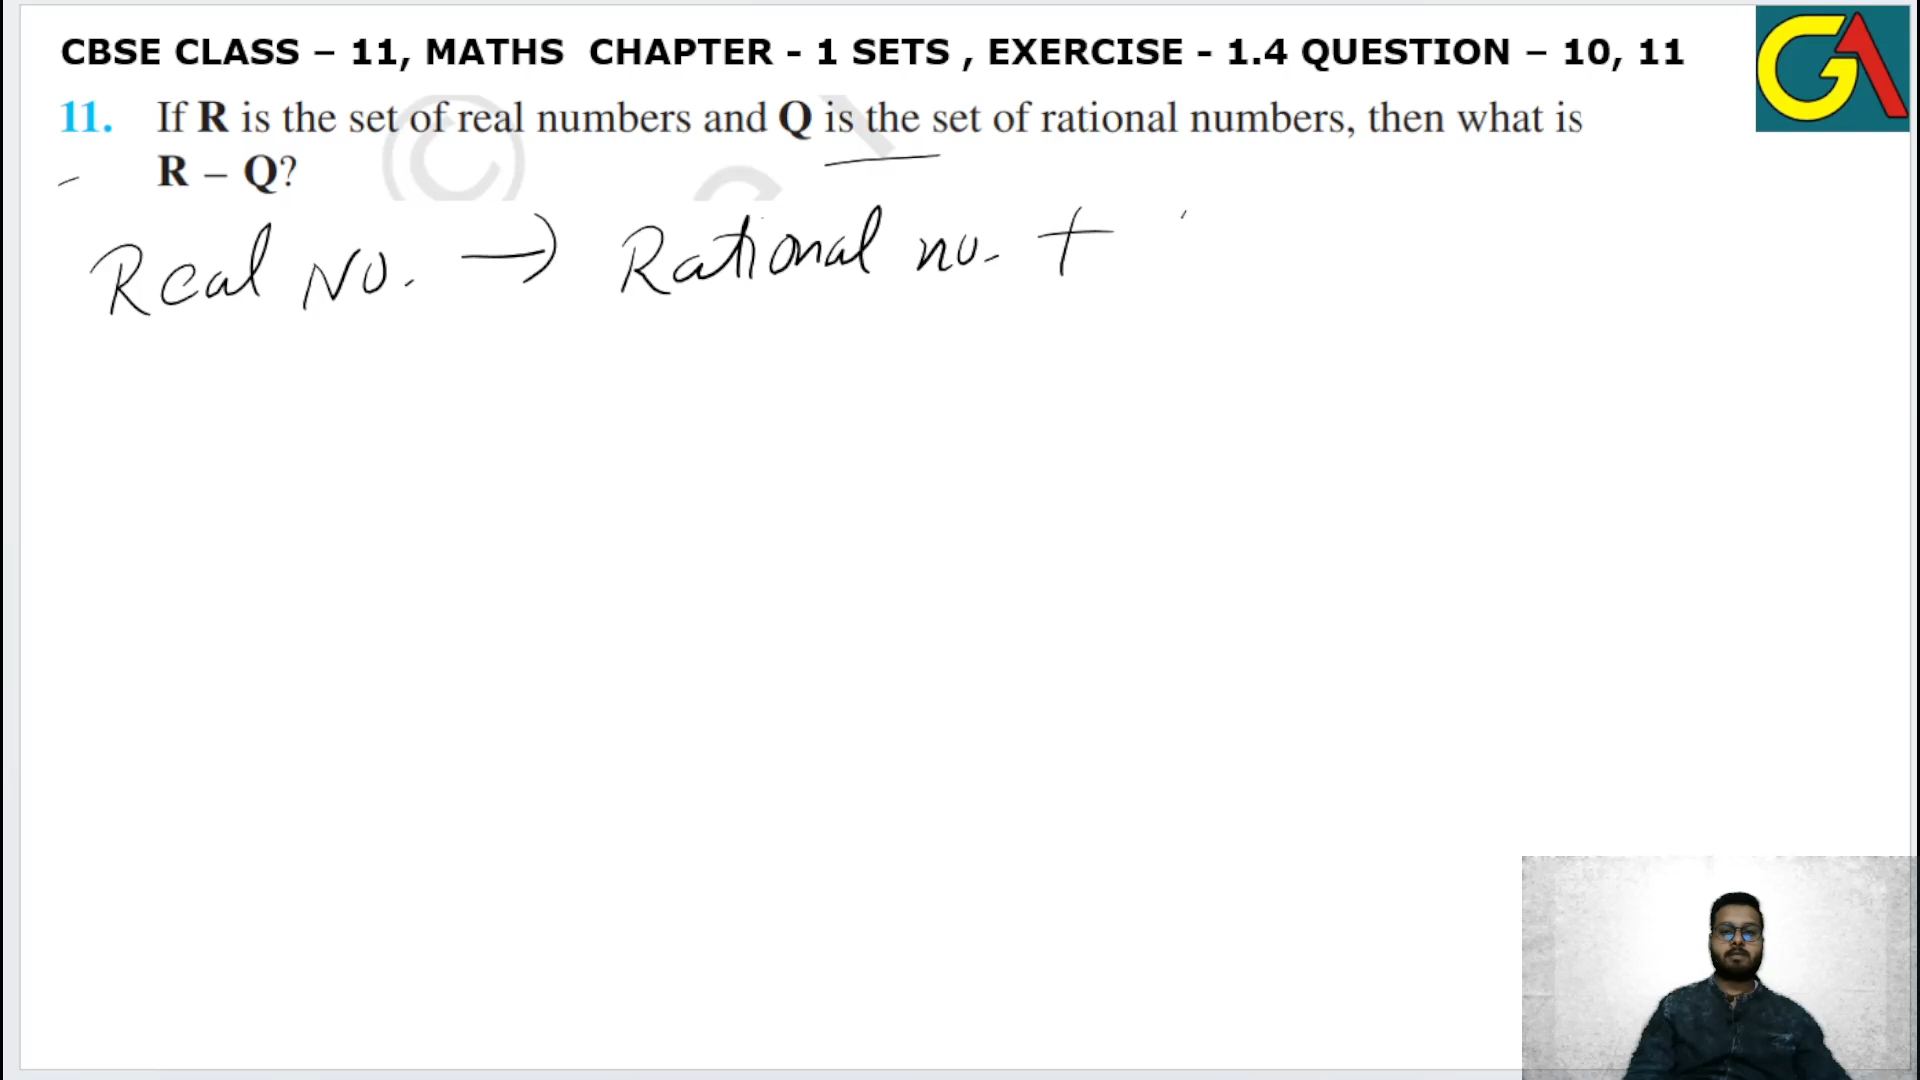 CBSE CLASS – 11, MATHS CHAPTER - 1 SETS , EXERCISE - 1.4 QUESTION – 10, 11
GA
11. If R is the set of real numbers and Q is the set of rational numbers, then what is
R – Q?
Real No. → Rational no. +